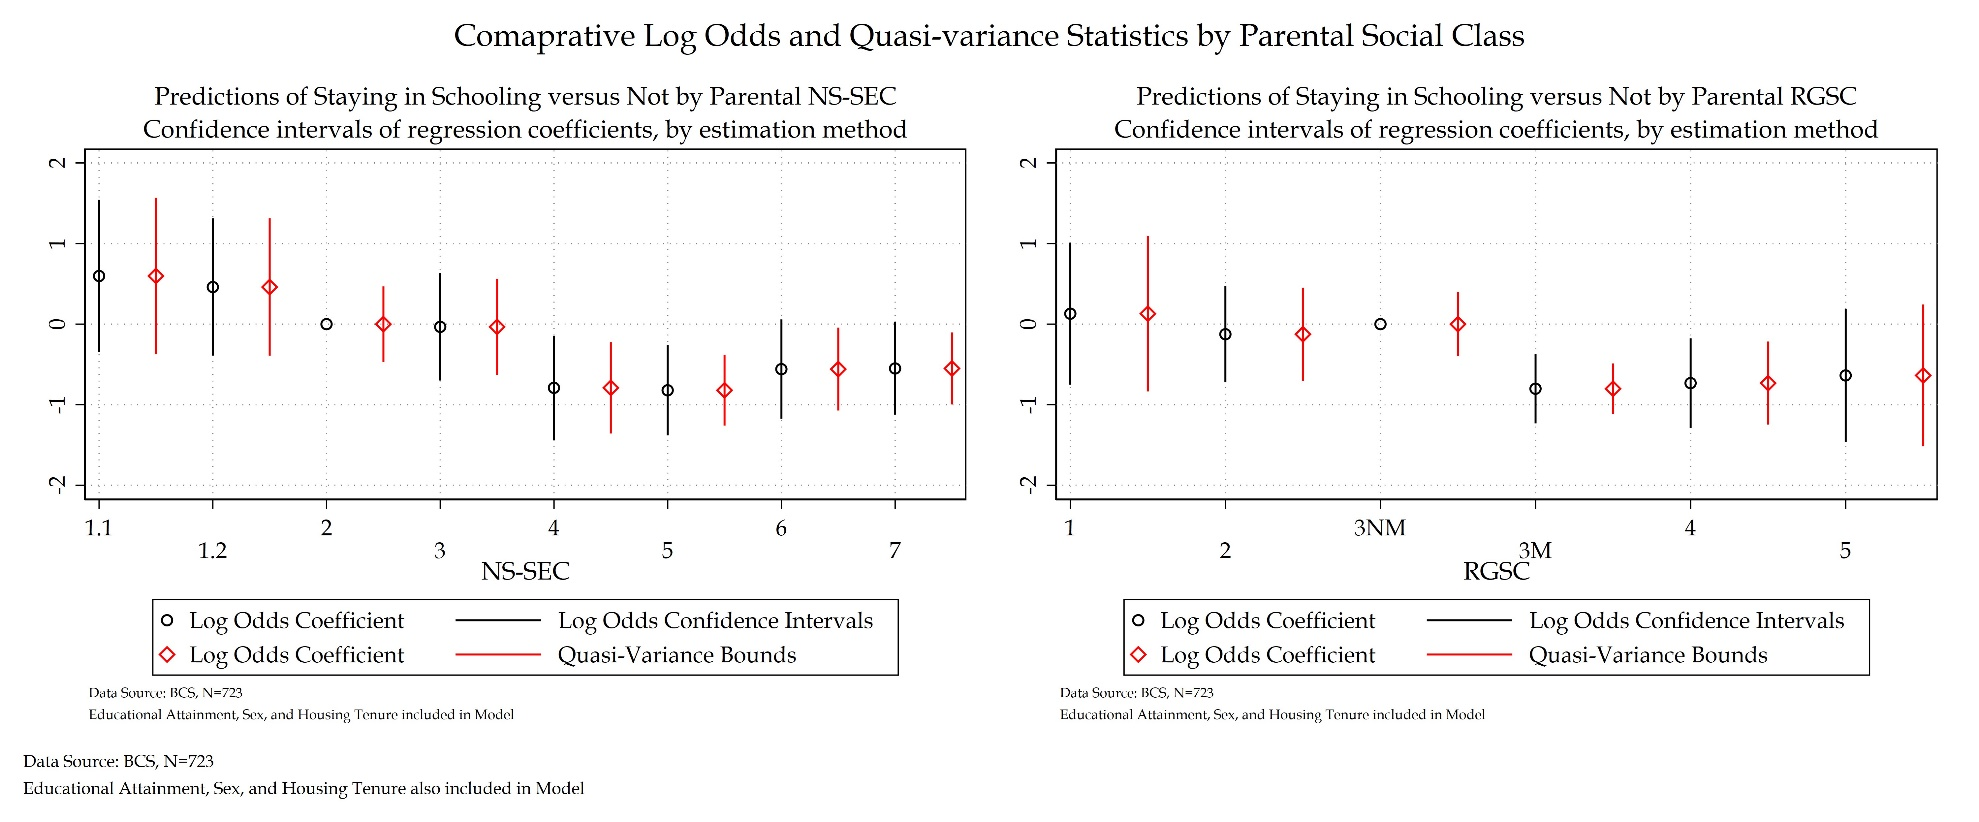 Comaprative Log Odds and Quasi-variance Statistics by Parental Social Class
Predictions of Staying in Schooling versus Not by Parental NS-SEC
Confidence intervals of regression coefficients, by estimation method
2
1
0
-1
-2
1.1
1.2
2
3
4
5
6
7
NS-SEC
Log Odds Coefficient
Log Odds Confidence Intervals
Log Odds Coefficient
Quasi-Variance Bounds
Data Source: BCS, N=723
Educational Attainment, Sex, and Housing Tenure included in Model
Predictions of Staying in Schooling versus Not by Parental RGSC
Confidence intervals of regression coefficients, by estimation method
2
1
0
-1
-2
1
2
3NM
3M
4
5
RGSC
Log Odds Coefficient
Log Odds Confidence Intervals
Log Odds Coefficient
Quasi-Variance Bounds
Data Source: BCS, N=723
Educational Attainment, Sex, and Housing Tenure included in Model
Data Source: BCS, N=723
Educational Attainment, Sex, and Housing Tenure also included in Model